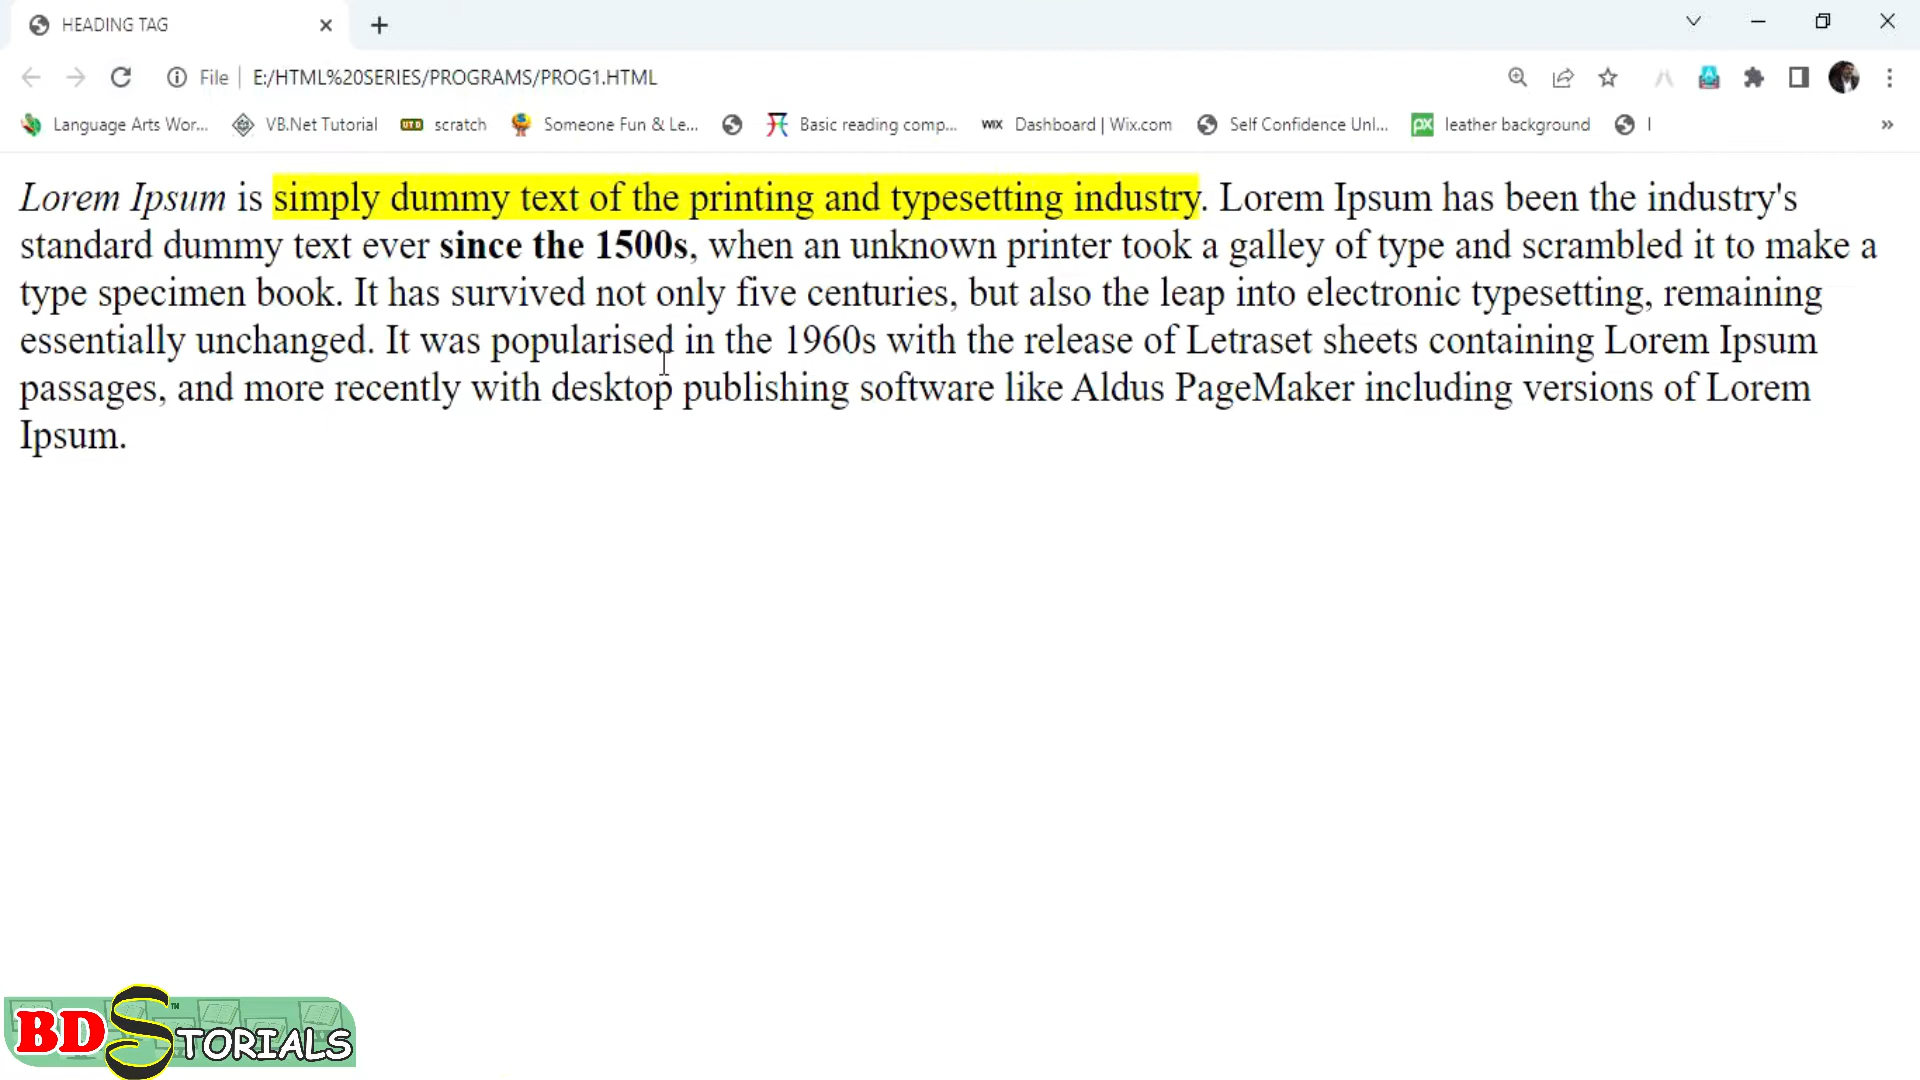 HEADING TAG
File E:/HTML%20SERIES/PROGRAMS/PROG1.HTML
Language Arts Wor... VB.Net Tutorial UTD scratch Someone Fun & Le... Basic reading comp... WIX Dashboard | Wix.com Self Confidence Unl... px leather background I »
Lorem Ipsum is simply dummy text of the printing and typesetting industry. Lorem Ipsum has been the industry's
standard dummy text ever since the 1500s, when an unknown printer took a galley of type and scrambled it to make a
type specimen book. It has survived not only five centuries, but also the leap into electronic typesetting, remaining
essentially unchanged. It was popularised in the 1960s with the release of Letraset sheets containing Lorem Ipsum
passages, and more recently with desktop publishing software like Aldus PageMaker including versions of Lorem
Ipsum.
BDSTORIALS™